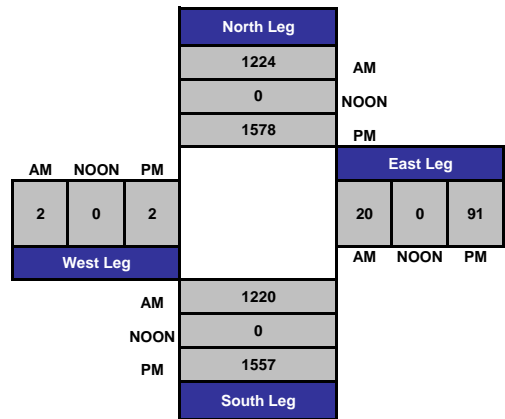 North Leg
1224 AM
0 NOON
1578 PM
East Leg
AM NOON PM
2 0 2
20 0 91
West Leg
AM NOON PM
AM 1220
NOON 0
PM 1557
South Leg